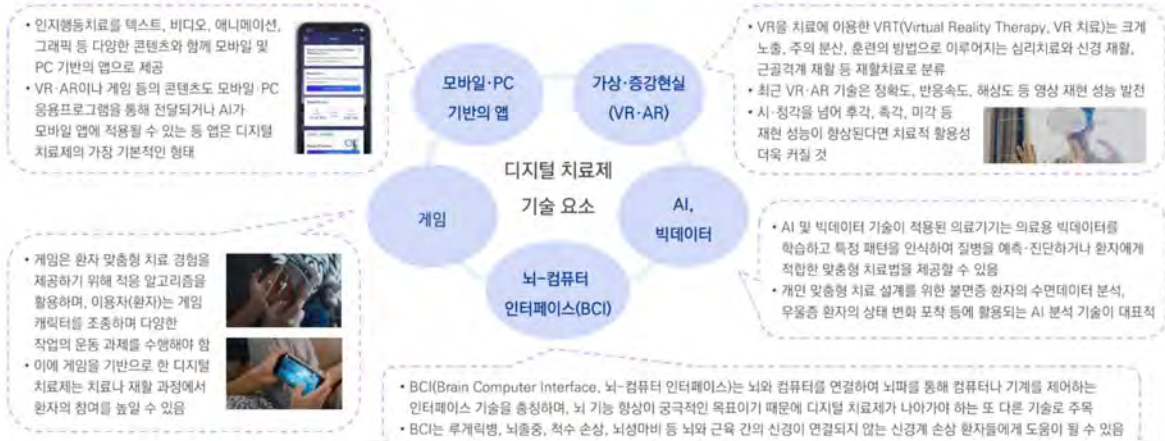 • 인지행동치료를 텍스트, 비디오, 애니메이션,
그래픽 등 다양한 콘텐츠와 함께 모바일 및
PC 기반의 앱으로 제공
• VR·AR이나 게임 등의 콘텐츠도 모바일·PC
응용프로그램을 통해 전달되거나 AI가
모바일 앱에 적용될 수 있는 등 앱은 디지털
치료제의 가장 기본적인 형태
모바일·PC
기반의 앱
가상·증강현실
(VR·AR)
• VR을 치료에 이용한 VRT(Virtual Reality Therapy, VR 치료)는 크게
노출, 주의 분산, 훈련의 방법으로 이루어지는 심리치료와 신경 재활,
근골격계 재활 등 재활치료로 분류
• 최근 VR·AR 기술은 정확도, 반응속도, 해상도 등 영상 재현 성능 발전
• 시·청각을 넘어 후각, 촉각, 미각 등
재현 성능이 향상된다면 치료적 활용성
더욱 커질 것
디지털 치료제
기술 요소
게임
AI,
빅데이터
뇌-컴퓨터
인터페이스(BCI)
• 게임은 환자 맞춤형 치료 경험을
제공하기 위해 적응 알고리즘을
활용하며, 이용자(환자)는 게임
캐릭터를 조종하며 다양한
작업의 운동 과제를 수행해야 함
• 이에 게임을 기반으로 한 디지털
치료제는 치료나 재활 과정에서
환자의 참여를 높일 수 있음
• AI 및 빅데이터 기술이 적용된 의료기기는 의료용 빅데이터를
학습하고 특정 패턴을 인식하여 질병을 예측·진단하거나 환자에게
적합한 맞춤형 치료법을 제공할 수 있음
• 개인 맞춤형 치료 설계를 위한 불면증 환자의 수면데이터 분석,
우울증 환자의 상태 변화 포착 등에 활용되는 AI 분석 기술이 대표적
• BCI(Brain Computer Interface, 뇌-컴퓨터 인터페이스)는 뇌와 컴퓨터를 연결하여 뇌파를 통해 컴퓨터나 기계를 제어하는
인터페이스 기술을 총칭하며, 뇌 기능 향상이 궁극적인 목표이기 때문에 디지털 치료제가 나아가야 하는 또 다른 기술로 주목
• BCI는 루게릭병, 뇌졸중, 척수 손상, 뇌성마비 등 뇌와 근육 간의 신경이 연결되지 않는 신경계 손상 환자들에게 도움이 될 수 있음